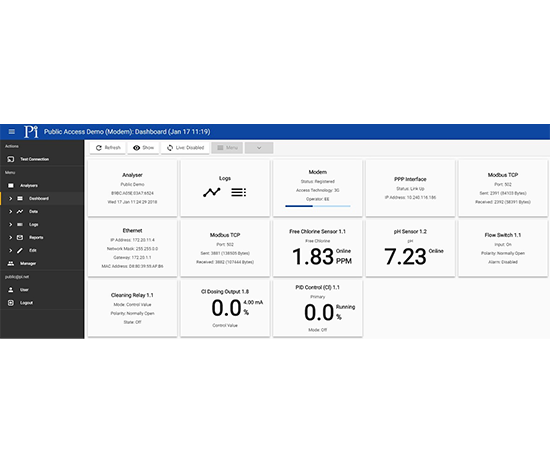 Pi Public Access Demo (Modem): Dashboard (Jan 17 11:19)
Actions
Test Connection
Menu
Analysers
Dashboard
Data
Logs
Reports
Edit
Manager
public@pi.net
User
Logout
Refresh Show Live: Disabled Menu
Analyser
Public Demo
Wed 17 Jan 11:24:29 2018
Logs
Modem
Status: Registered
Access Technology: 3G
Operator: EE
PPP Interface
Status: Link Up
IP Address: 10.240.118.186
Modbus TCP
Port: 502
Sent: 2391 (84103 Bytes)
Received: 2392 (38391 Bytes)
Ethernet
IP Address: 172.20.11.4
Network Mask: 255.255.0.0
Gateway: 172.20.1.1
MAC Address: D8:80:39:55:AF:B4
Modbus TCP
Port: 502
Sent: 3881 (138505 Bytes)
Received: 3882 (107444 Bytes)
Free Chlorine Sensor 1.1
Free Chlorine
1.83 Online
PPM
pH Sensor 1.2
pH
7.23 Online
Flow Switch 1.1
Input: On
Polarity: Normally Open
Alarm: Disabled
Cleaning Relay 1.1
Mode: Control Value
Polarity: Normally Open
State: Off
Cl Dosing Output 1.8
0.0 4.00 mA
%
Control Value
PID Control (Cl) 1.1
Primary
0.0 Running
%
Mode: Off